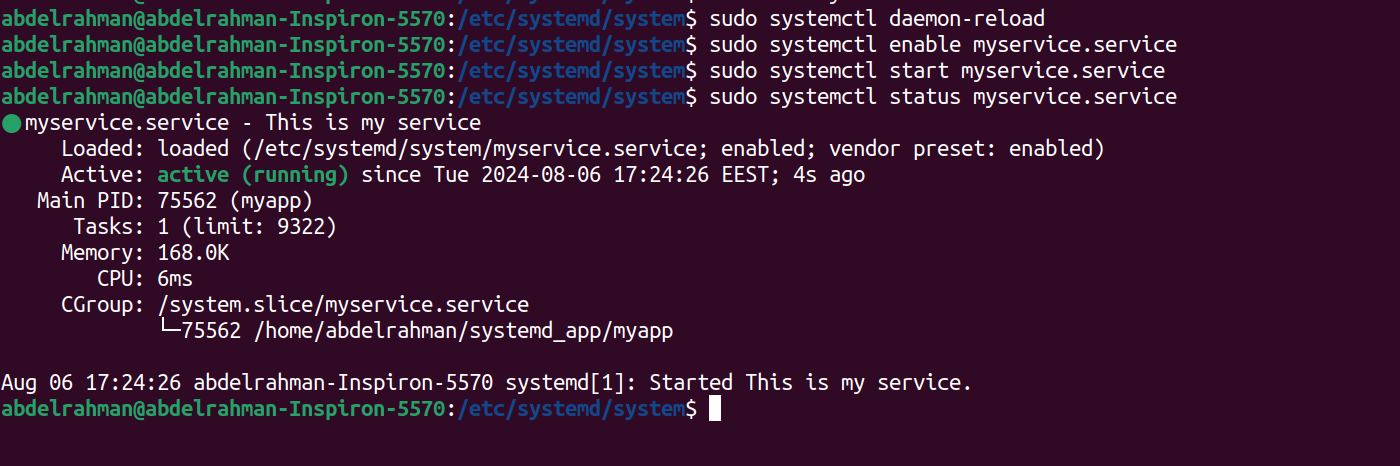 abdelrahman@abdelrahman-Inspiron-5570:/etc/systemd/system$ sudo systemctl daemon-reload
abdelrahman@abdelrahman-Inspiron-5570:/etc/systemd/system$ sudo systemctl enable myservice.service
abdelrahman@abdelrahman-Inspiron-5570:/etc/systemd/system$ sudo systemctl start myservice.service
abdelrahman@abdelrahman-Inspiron-5570:/etc/systemd/system$ sudo systemctl status myservice.service
● myservice.service - This is my service
     Loaded: loaded (/etc/systemd/system/myservice.service; enabled; vendor preset: enabled)
     Active: active (running) since Tue 2024-08-06 17:24:26 EEST; 4s ago
   Main PID: 75562 (myapp)
      Tasks: 1 (limit: 9322)
     Memory: 168.0K
        CPU: 6ms
     CGroup: /system.slice/myservice.service
             └─75562 /home/abdelrahman/systemd_app/myapp
Aug 06 17:24:26 abdelrahman-Inspiron-5570 systemd[1]: Started This is my service.
abdelrahman@abdelrahman-Inspiron-5570:/etc/systemd/system$